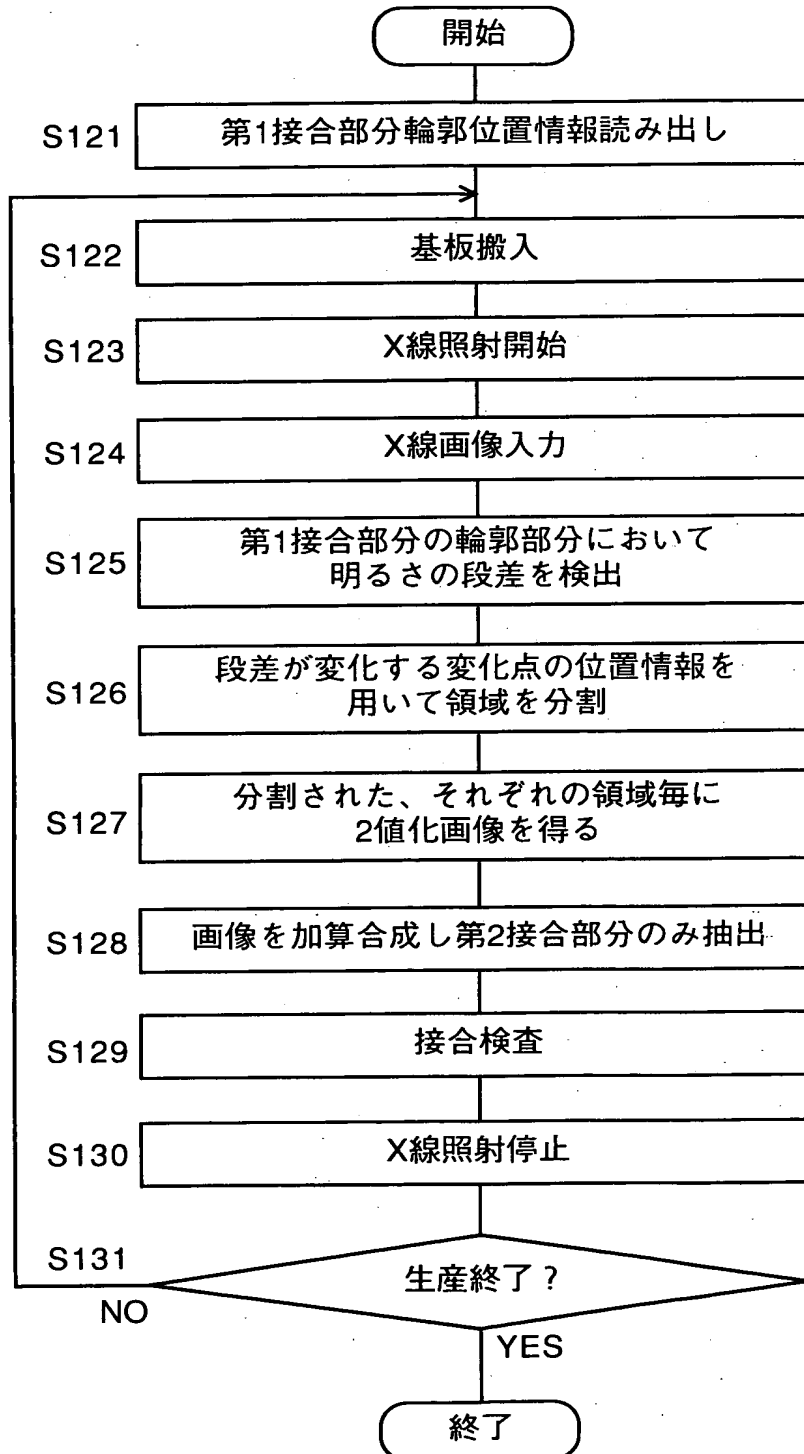 開始
S121
第1接合部分輪郭位置情報読み出し
S122
基板搬入
S123
X線照射開始
S124
X線画像入力
S125
第1接合部分の輪郭部分において
明るさの段差を検出
S126
段差が変化する変化点の位置情報を
用いて領域を分割
S127
分割された、それぞれの領域毎に
2値化画像を得る
S128
画像を加算合成し第2接合部分のみ抽出
S129
接合検査
S130
X線照射停止
S131
生産終了？
NO
YES
終了